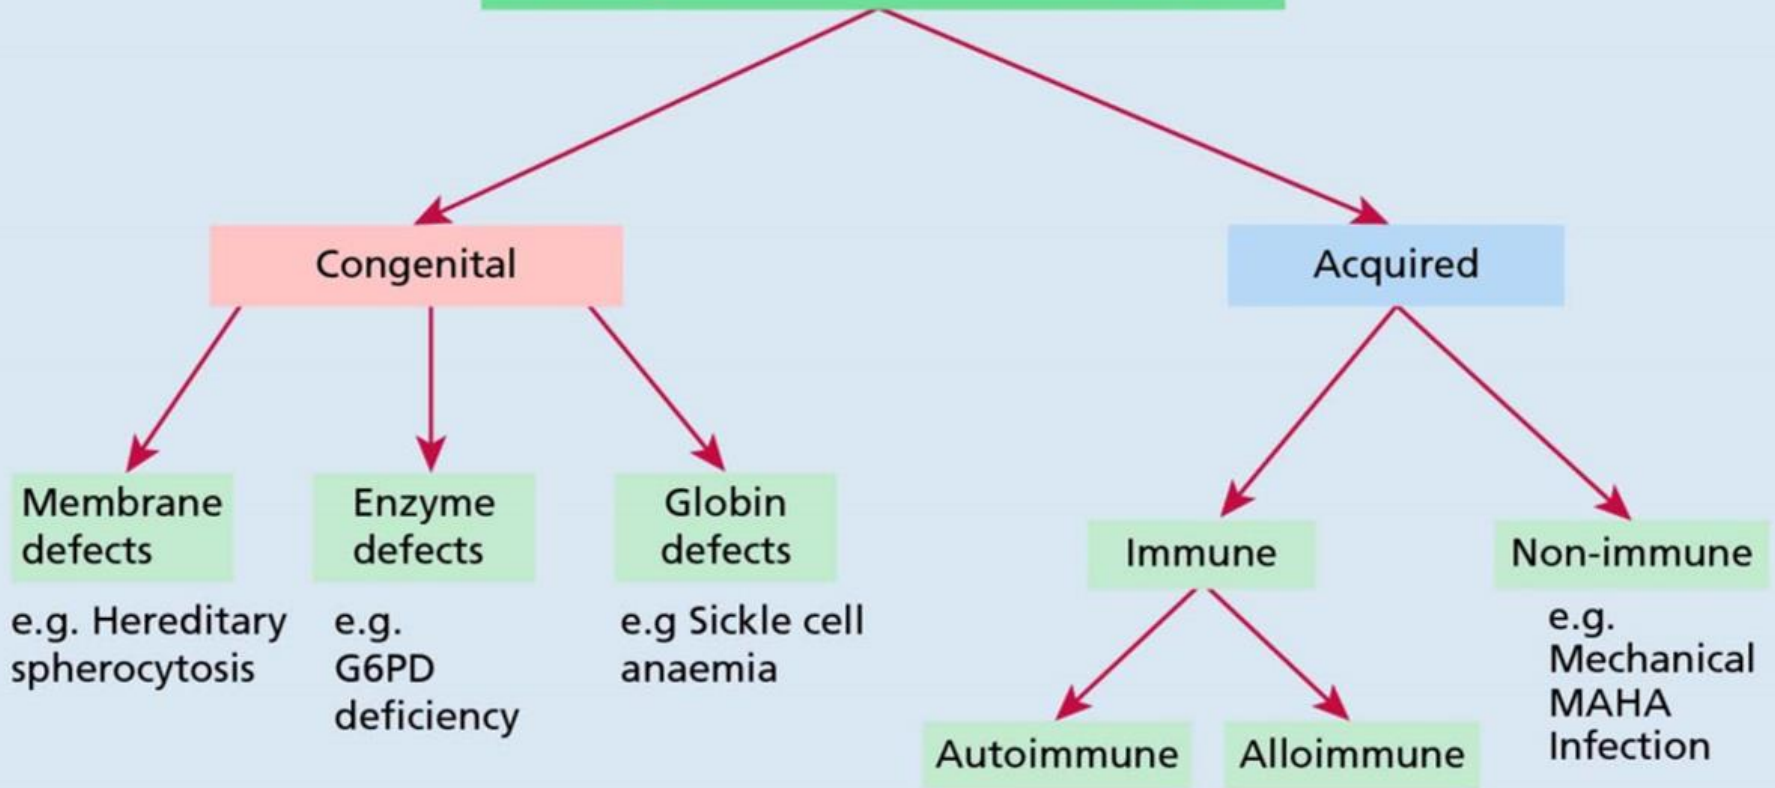 Congenital
Acquired
Membrane
defects
e.g. Hereditary
spherocytosis
Enzyme
defects
e.g.
G6PD
deficiency
Globin
defects
e.g Sickle cell
anaemia
Immune
Non-immune
e.g.
Mechanical
MAHA
Infection
Autoimmune
Alloimmune